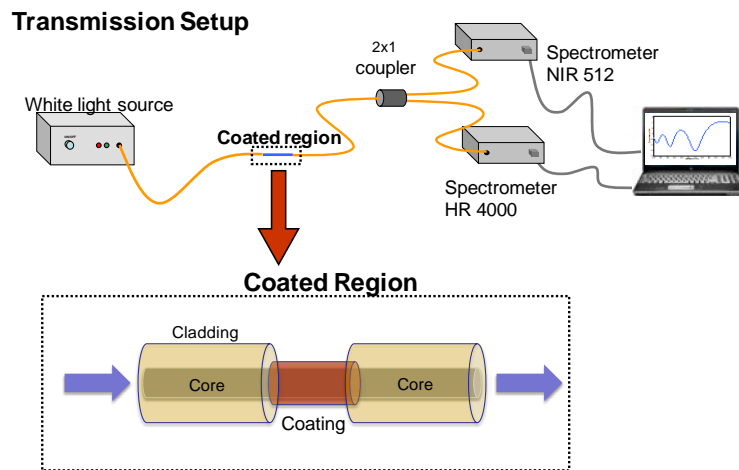 Transmission Setup
2x1
coupler
Spectrometer
NIR 512
White light source
Coated region
Spectrometer
HR 4000
Coated Region
Cladding
Core
Core
Coating